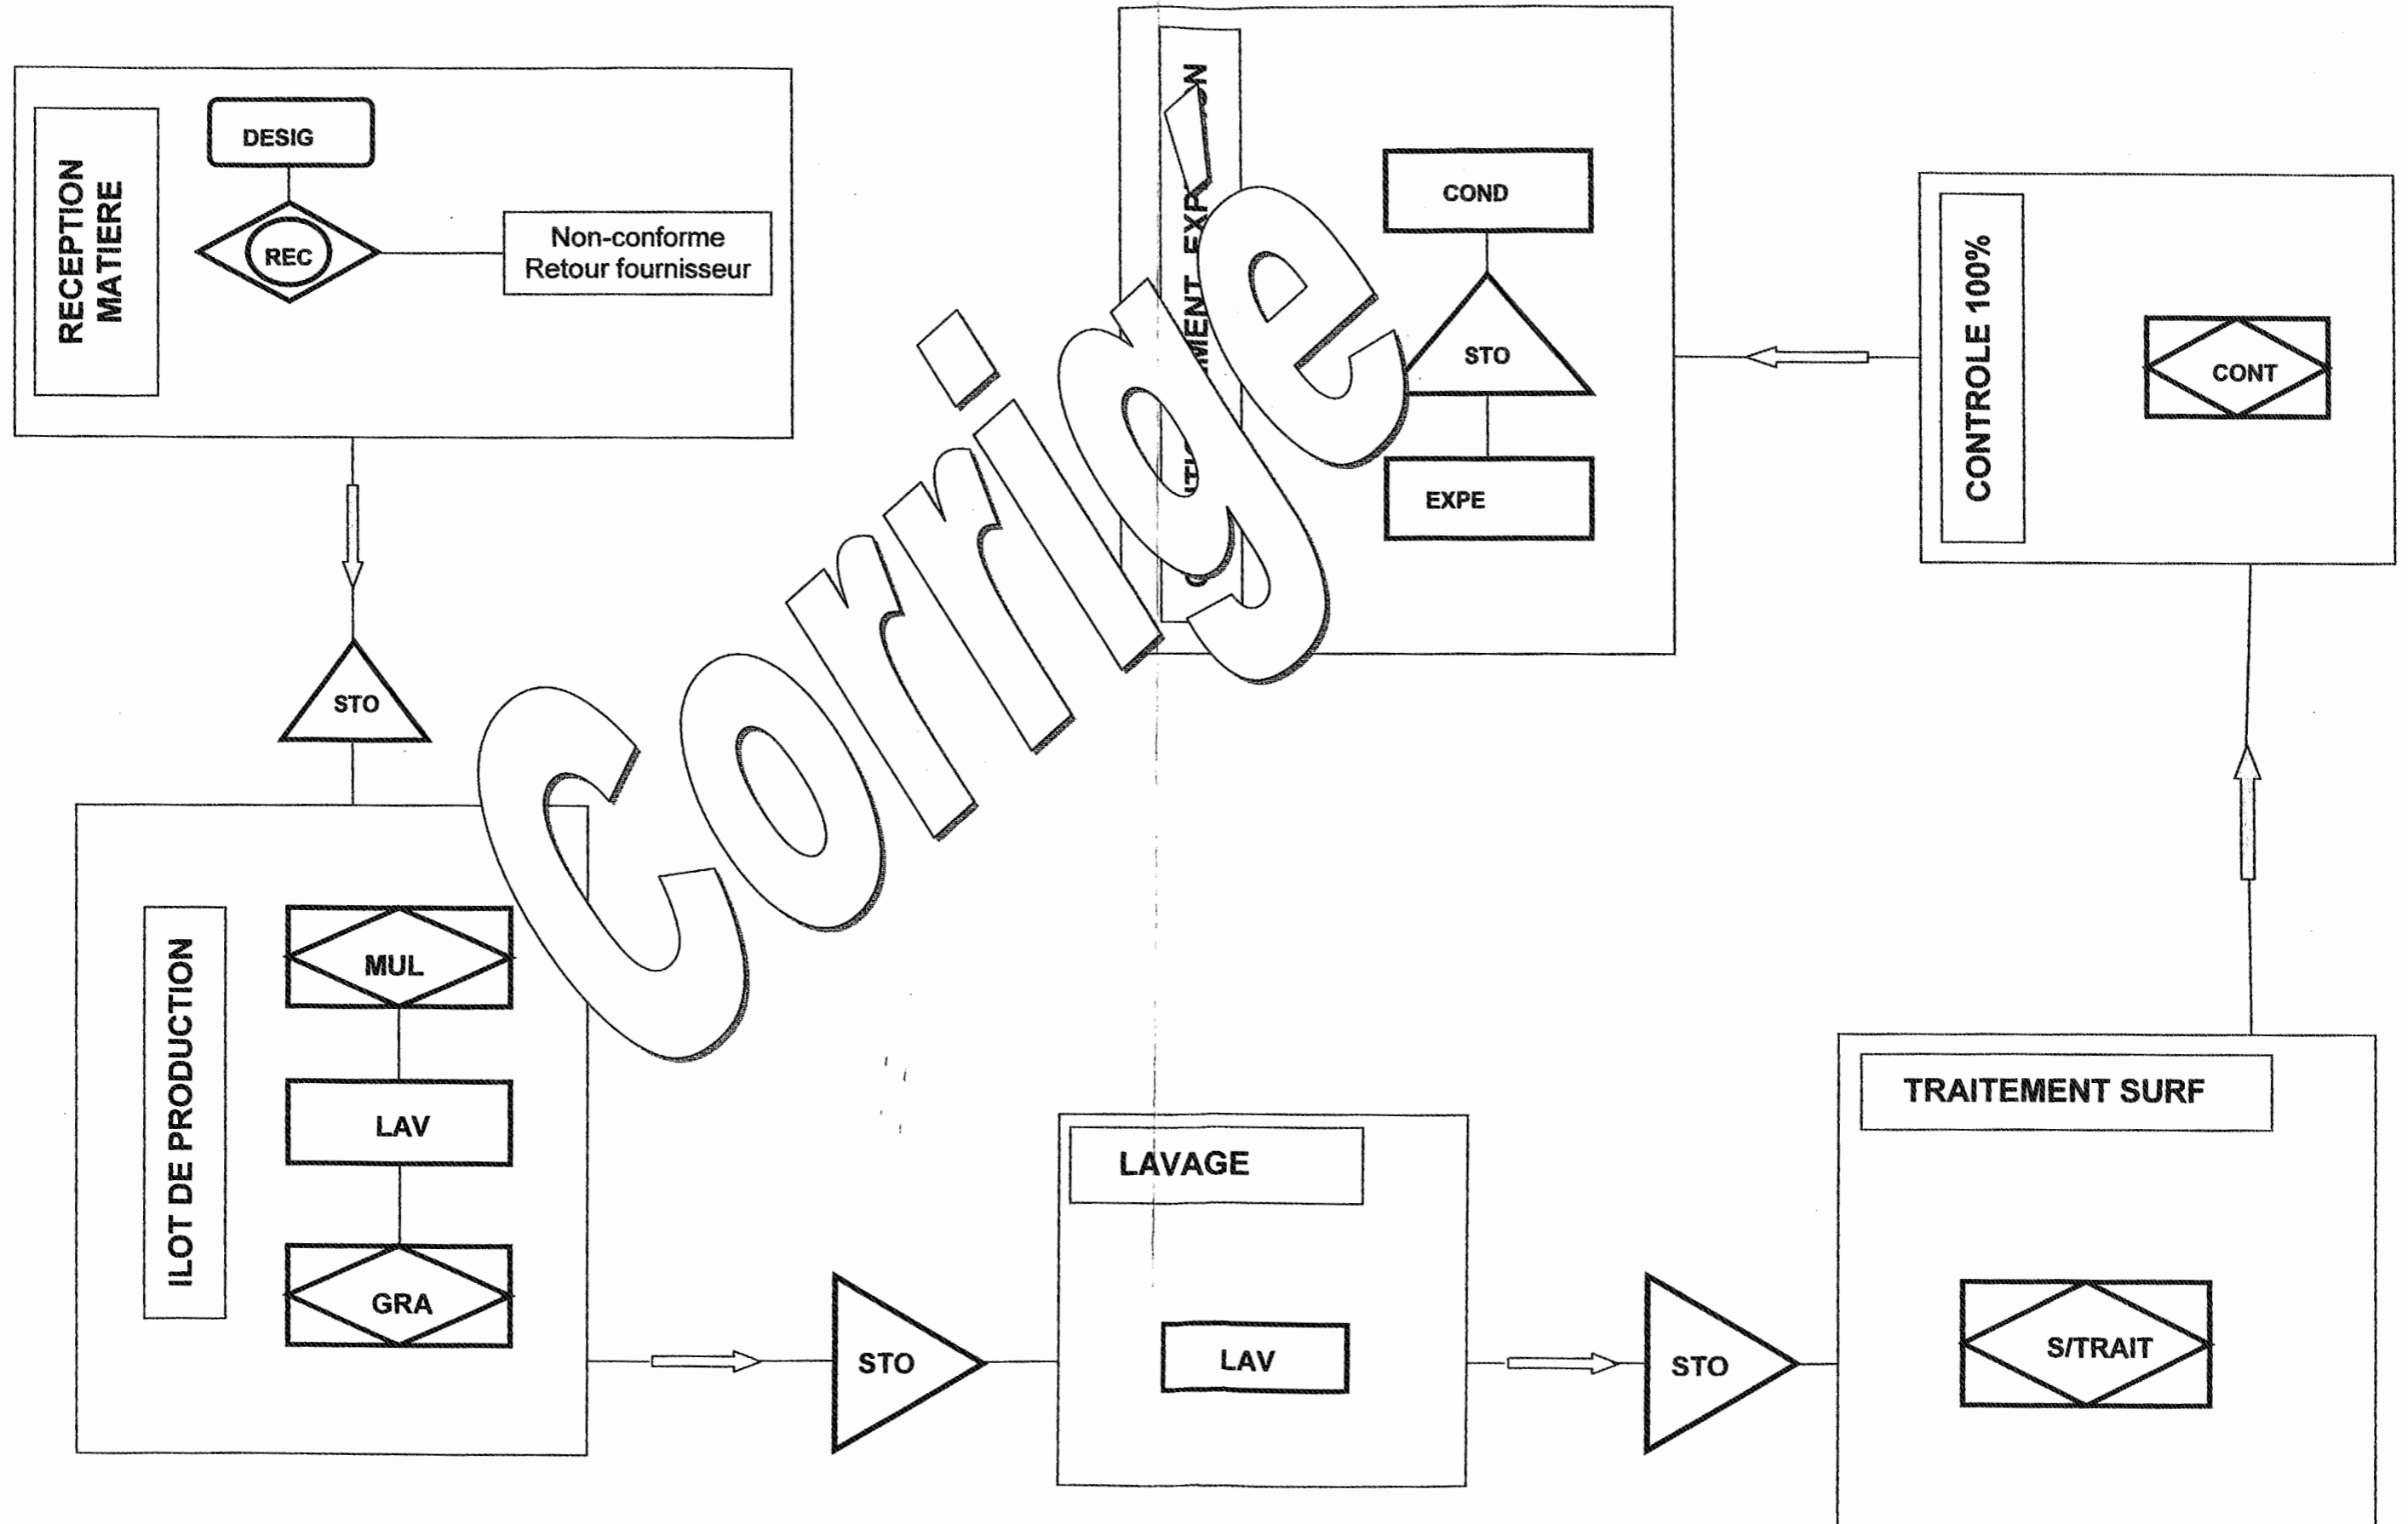 RECEPTION
MATIERE
DESIG
REC
Non-conforme
Retour fournisseur
STO
ILOT DE PRODUCTION
MUL
LAV
GRA
STO
LAVAGE
LAV
STO
TRAITEMENT SURF
S/TRAIT
CONTROLE 100%
CONT
COND
STO
EXPE
Corrigé